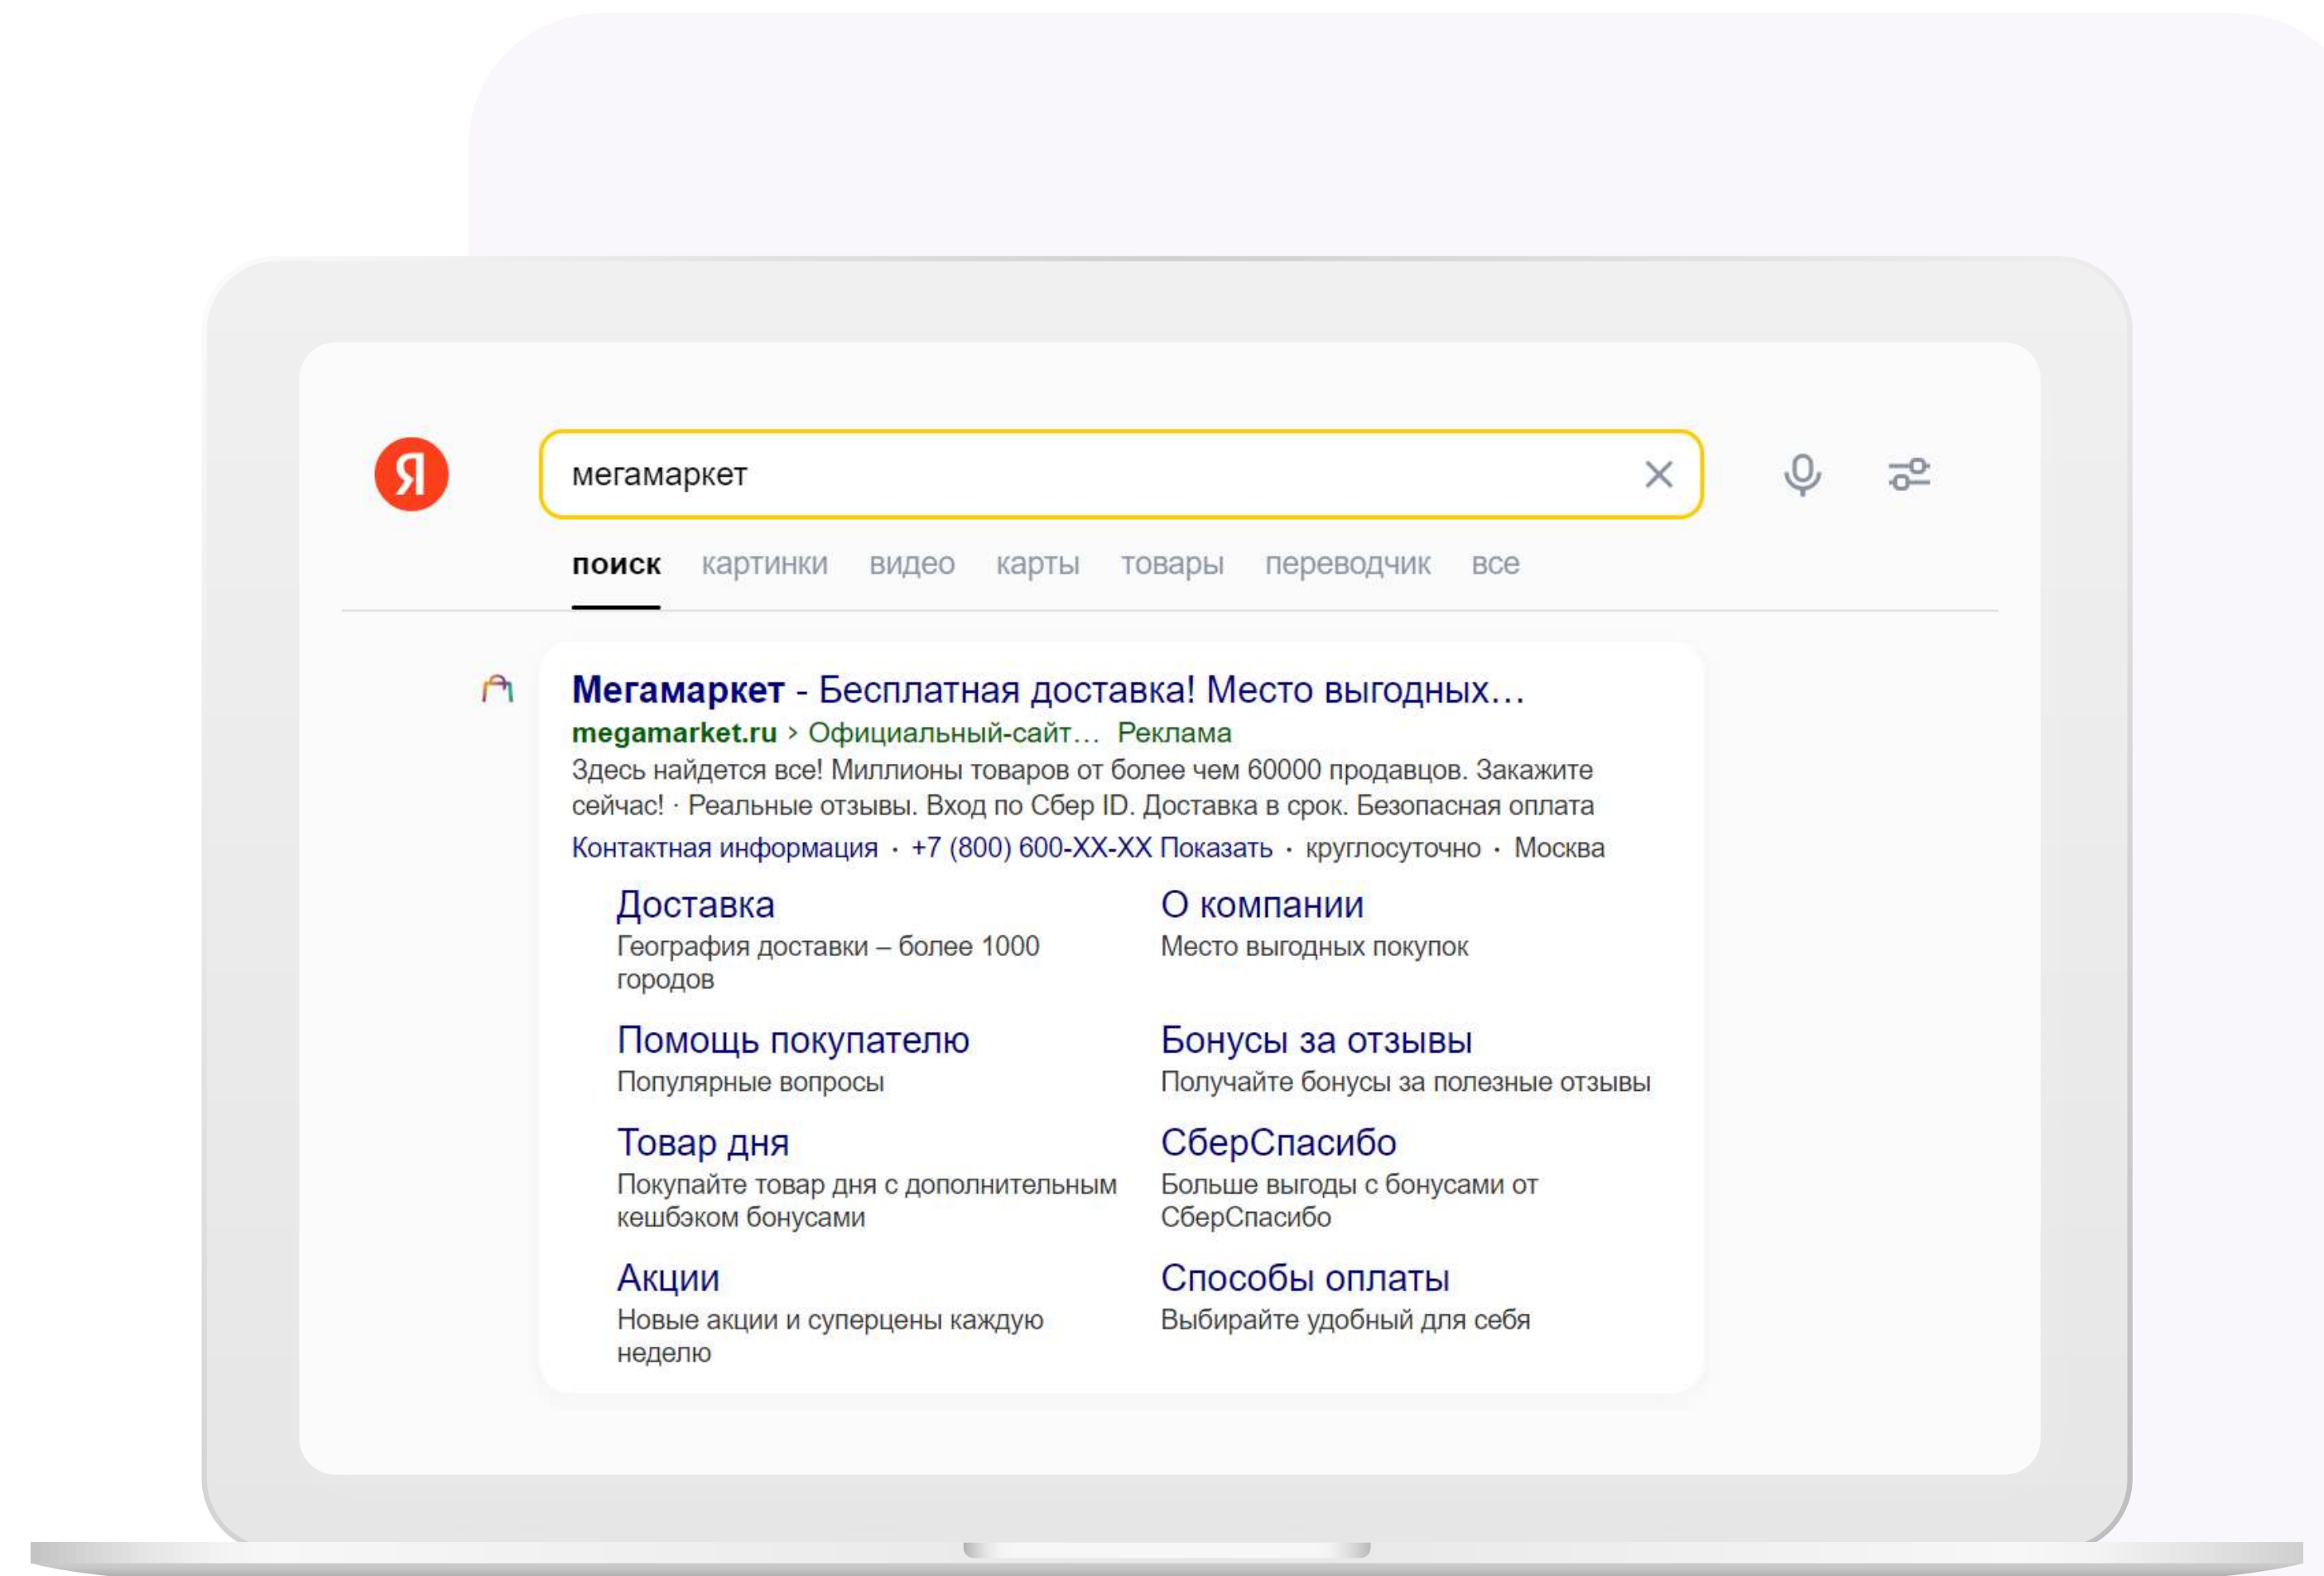 Я
мегамаркет
поиск картинки видео карты товары переводчик все
Мегамаркет - Бесплатная доставка! Место выгодных...
megamarket.ru › Официальный-сайт... Реклама
Здесь найдется все! Миллионы товаров от более чем 60000 продавцов. Закажите
сейчас! · Реальные отзывы. Вход по Сбер ID. Доставка в срок. Безопасная оплата
Контактная информация · +7 (800) 600-XX-XX Показать · круглосуточно · Москва
Доставка
География доставки – более 1000
городов
О компании
Место выгодных покупок
Помощь покупателю
Популярные вопросы
Бонусы за отзывы
Получайте бонусы за полезные отзывы
Товар дня
Покупайте товар дня с дополнительным
кешбэком бонусами
СберСпасибо
Больше выгоды с бонусами от
СберСпасибо
Акции
Новые акции и суперцены каждую
неделю
Способы оплаты
Выбирайте удобный для себя